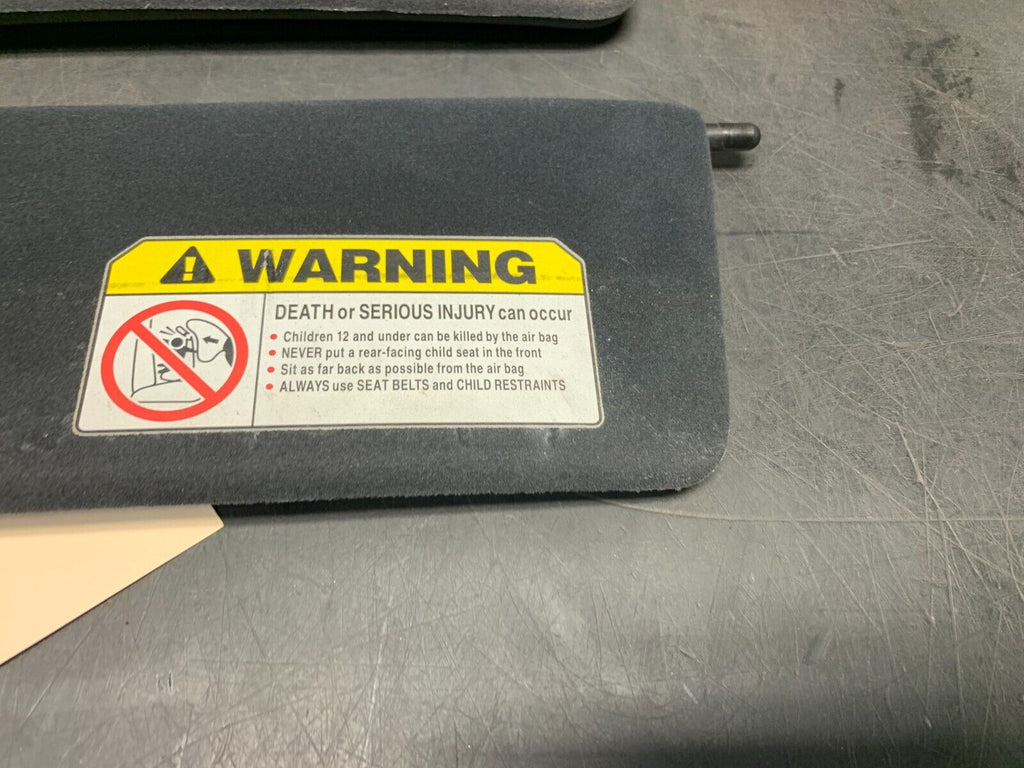 WARNING
DEATH or SERIOUS INJURY can occur
• Children 12 and under can be killed by the air bag
• NEVER put a rear-facing child seat in the front
• Sit as far back as possible from the air bag
• ALWAYS use SEAT BELTS and CHILD RESTRAINTS